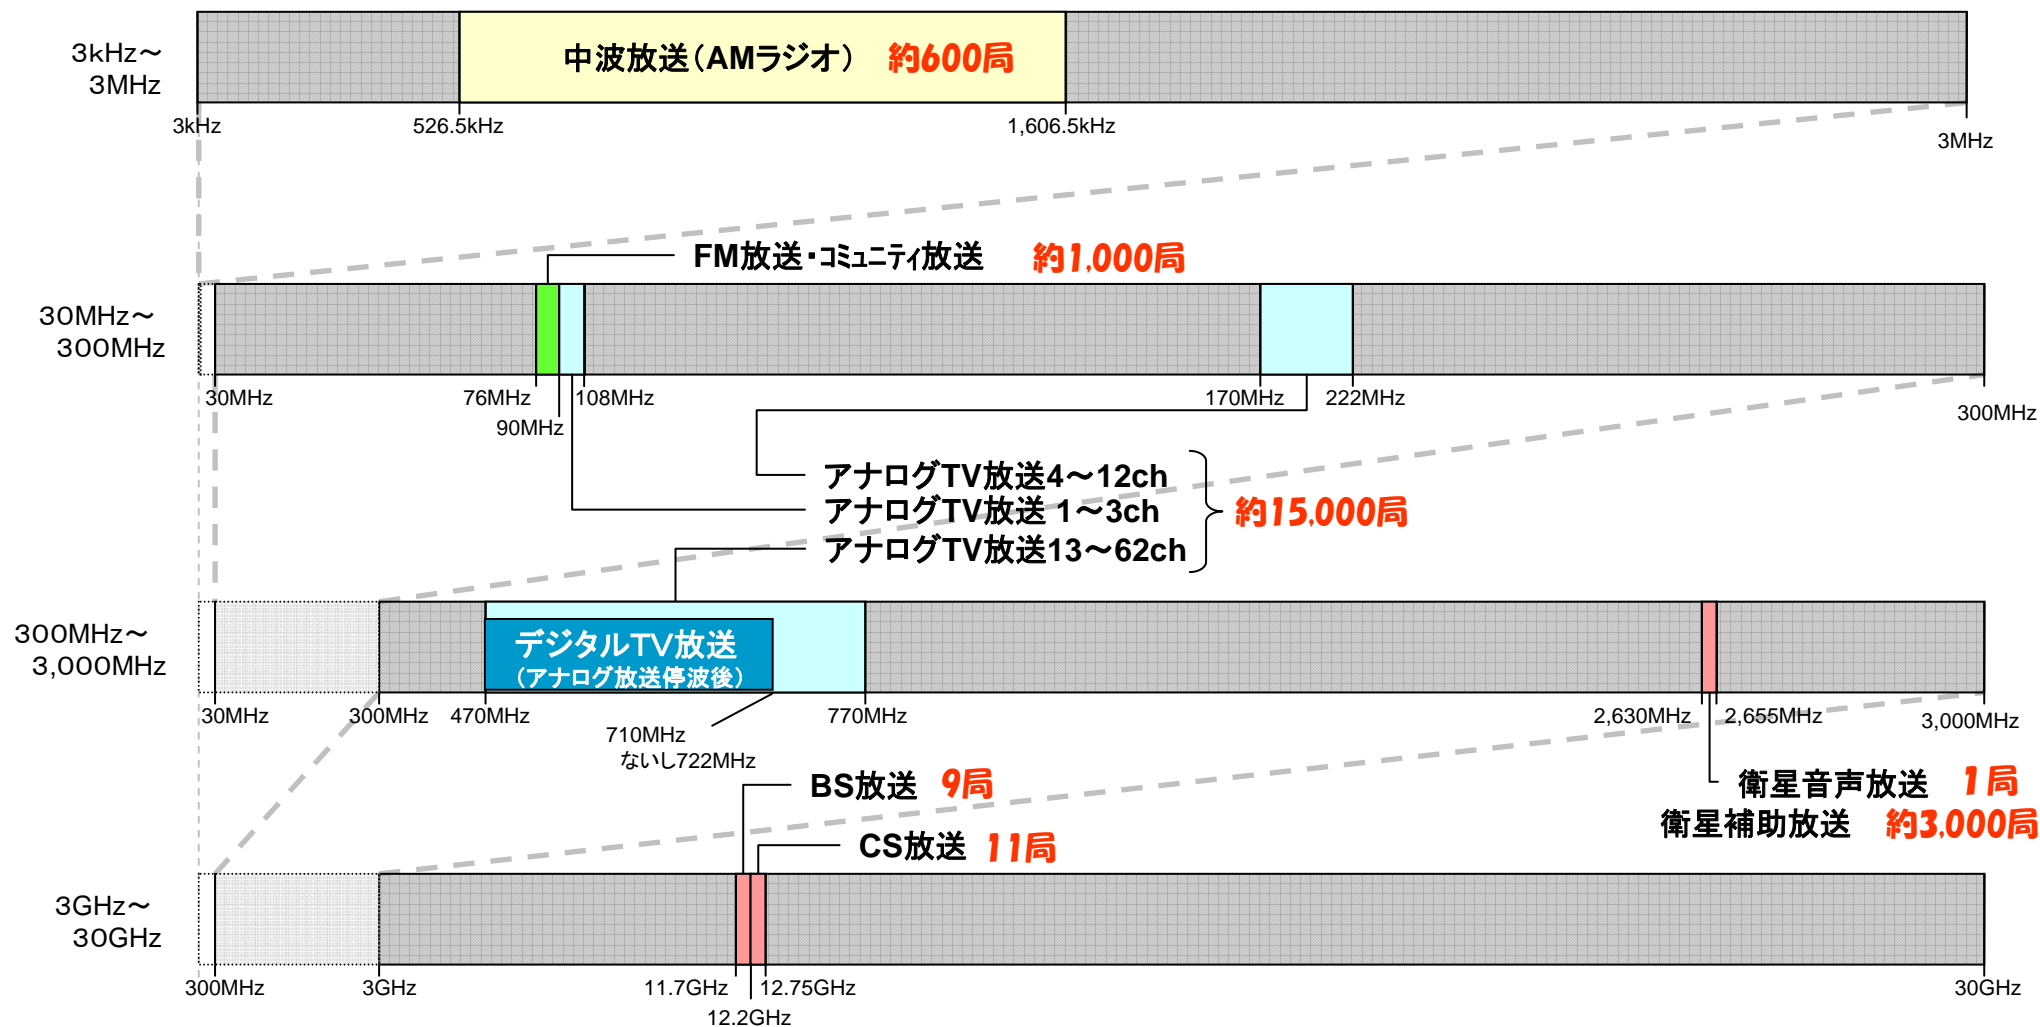 3kHz～
3MHz
中波放送（AMラジオ） 約600局
3kHz 526.5kHz 1,606.5kHz 3MHz
FM放送・コミュニティ放送 約1,000局
30MHz～
300MHz
30MHz 76MHz 108MHz 170MHz 222MHz 300MHz
90MHz
アナログTV放送4～12ch
アナログTV放送 1～3ch 約15,000局
アナログTV放送13～62ch
300MHz～
3,000MHz
デジタルTV放送
（アナログ放送停波後）
30MHz 300MHz 470MHz 770MHz 2,630MHz 2,655MHz 3,000MHz
710MHz
ないし722MHz
BS放送 9局
衛星音声放送 1局
衛星補助放送 約3,000局
CS放送 11局
3GHz～
30GHz
300MHz 3GHz 11.7GHz 12.75GHz 30GHz
12.2GHz